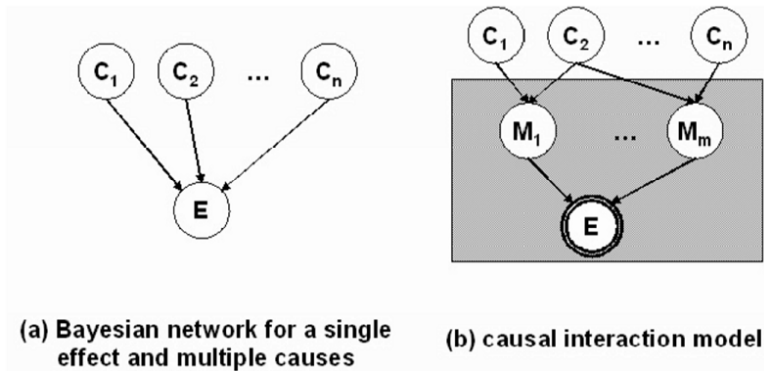 C1 C2 ... Cn
E
(a) Bayesian network for a single
effect and multiple causes
C1 C2 ... Cn
M1 ... Mm
E
(b) causal interaction model